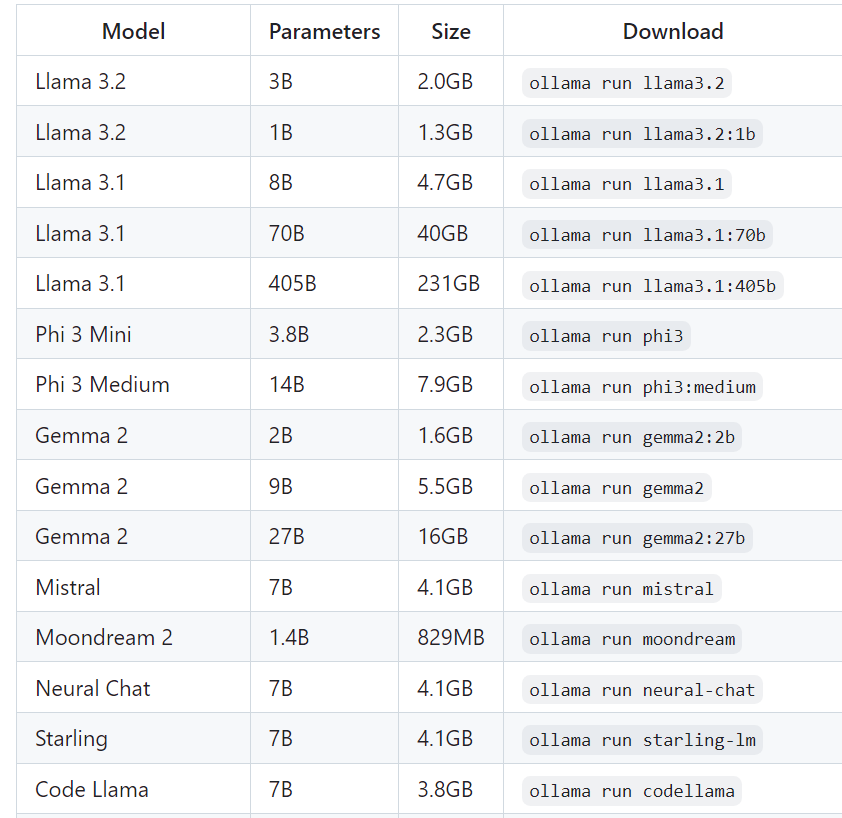 Model Parameters Size Download
Llama 3.2 3B 2.0GB ollama run llama3.2
Llama 3.2 1B 1.3GB ollama run llama3.2:1b
Llama 3.1 8B 4.7GB ollama run llama3.1
Llama 3.1 70B 40GB ollama run llama3.1:70b
Llama 3.1 405B 231GB ollama run llama3.1:405b
Phi 3 Mini 3.8B 2.3GB ollama run phi3
Phi 3 Medium 14B 7.9GB ollama run phi3:medium
Gemma 2 2B 1.6GB ollama run gemma2:2b
Gemma 2 9B 5.5GB ollama run gemma2
Gemma 2 27B 16GB ollama run gemma2:27b
Mistral 7B 4.1GB ollama run mistral
Moondream 2 1.4B 829MB ollama run moondream
Neural Chat 7B 4.1GB ollama run neural-chat
Starling 7B 4.1GB ollama run starling-lm
Code Llama 7B 3.8GB ollama run codellama